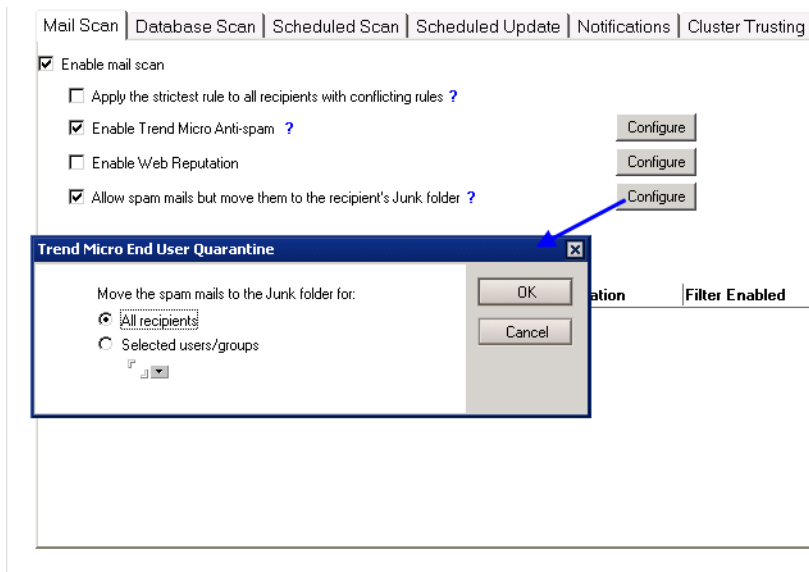 Mail Scan Database Scan Scheduled Scan Scheduled Update Notifications Cluster Trusting
Enable mail scan
Apply the strictest rule to all recipients with conflicting rules ?
Enable Trend Micro Anti-spam ? Configure
Enable Web Reputation Configure
Allow spam mails but move them to the recipient's Junk folder ? Configure
Trend Micro End User Quarantine
Move the spam mails to the Junk folder for: OK ation Filter Enabled
All recipients
Selected users/groups Cancel